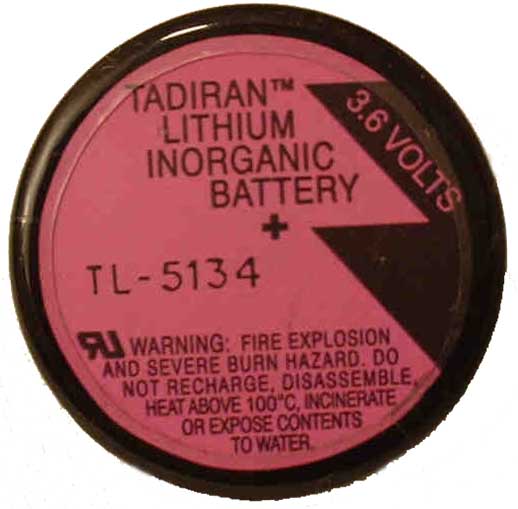 TADIRAN™
LITHIUM
INORGANIC
BATTERY
+
3.6 VOLTS
TL-5134
RU WARNING: FIRE EXPLOSION
AND SEVERE BURN HAZARD. DO
NOT RECHARGE, DISASSEMBLE,
HEAT ABOVE 100°C, INCINERATE
OR EXPOSE CONTENTS
TO WATER.